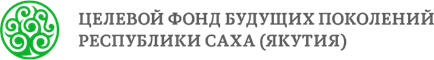 ЦЕЛЕВОЙ ФОНД БУДУЩИХ ПОКОЛЕНИЙ
РЕСПУБЛИКИ САХА (ЯКУТИЯ)